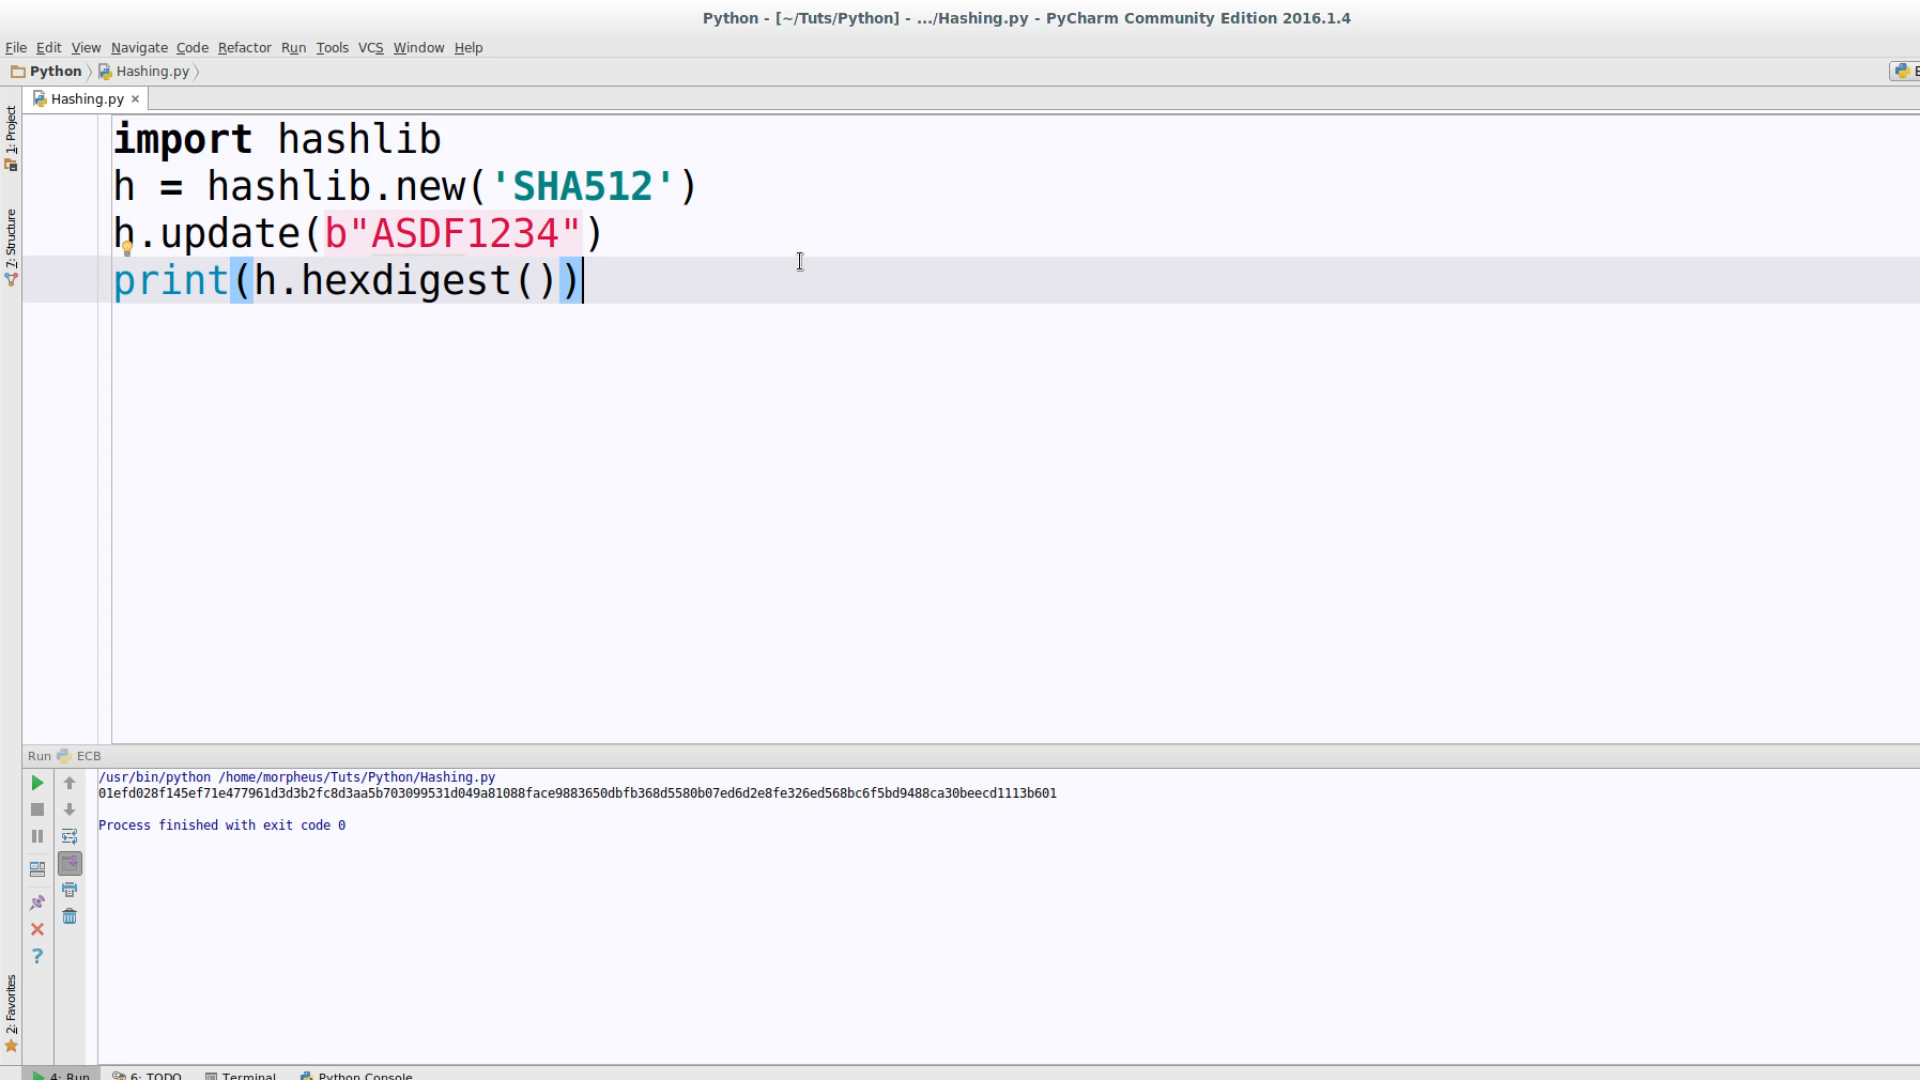 Python - [~/Tuts/Python] - .../Hashing.py - PyCharm Community Edition 2016.1.4
File Edit View Navigate Code Refactor Run Tools VCS Window Help
Python Hashing.py
Hashing.py
1: Project
7: Structure
import hashlib
h = hashlib.new('SHA512')
h.update(b"ASDF1234")
print(h.hexdigest())
Run ECB
/usr/bin/python /home/morpheus/Tuts/Python/Hashing.py
01efd028f145ef71e477961d3d3b2fc8d3aa5b703099531d049a81088face9883650dbfb368d5580b07ed6d2e8fe326ed568bc6f5bd9488ca30beecd1113b601
Process finished with exit code 0
2: Favorites
4: Run 6: TODO Terminal Python Console